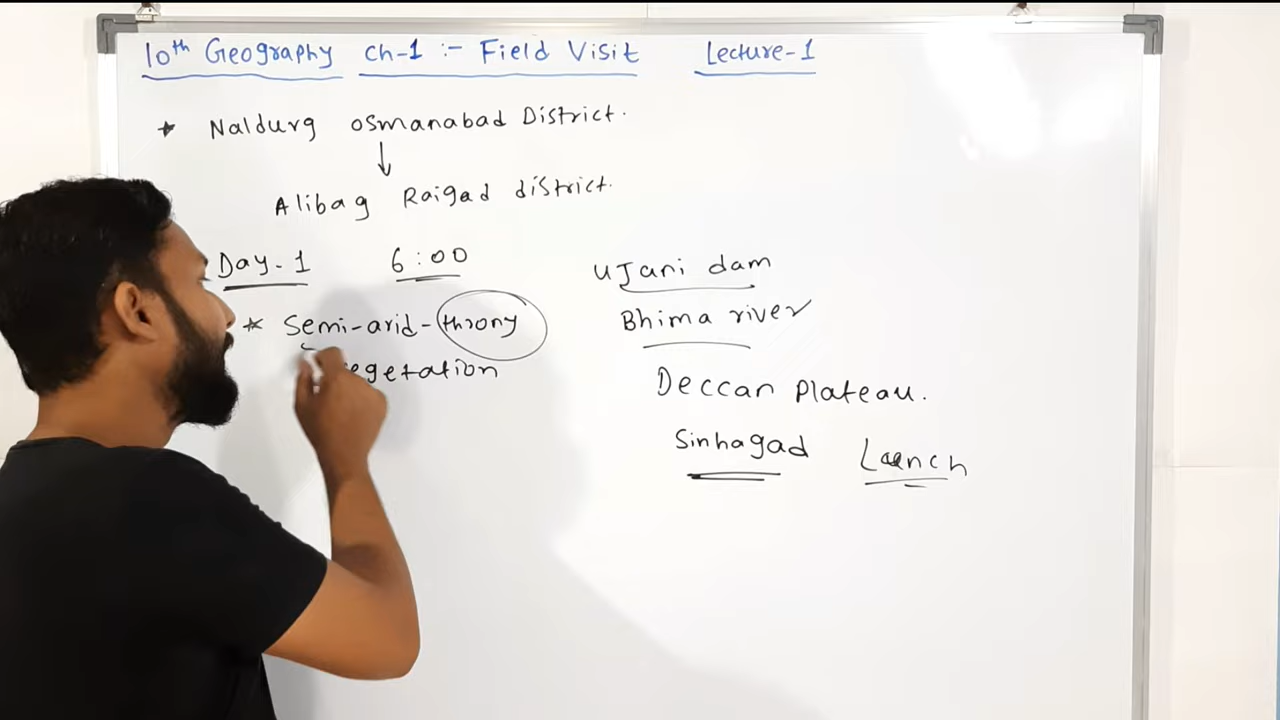 10th Geography ch-1 :- Field Visit Lecture-1
* Naldurg osmanabad District.
↓
Alibag Raigad district.
Day-1 6:00
* Semi-arid-throny
egetation
Ujani dam
Bhima river
Deccan Plateau.
Sinhagad Launch